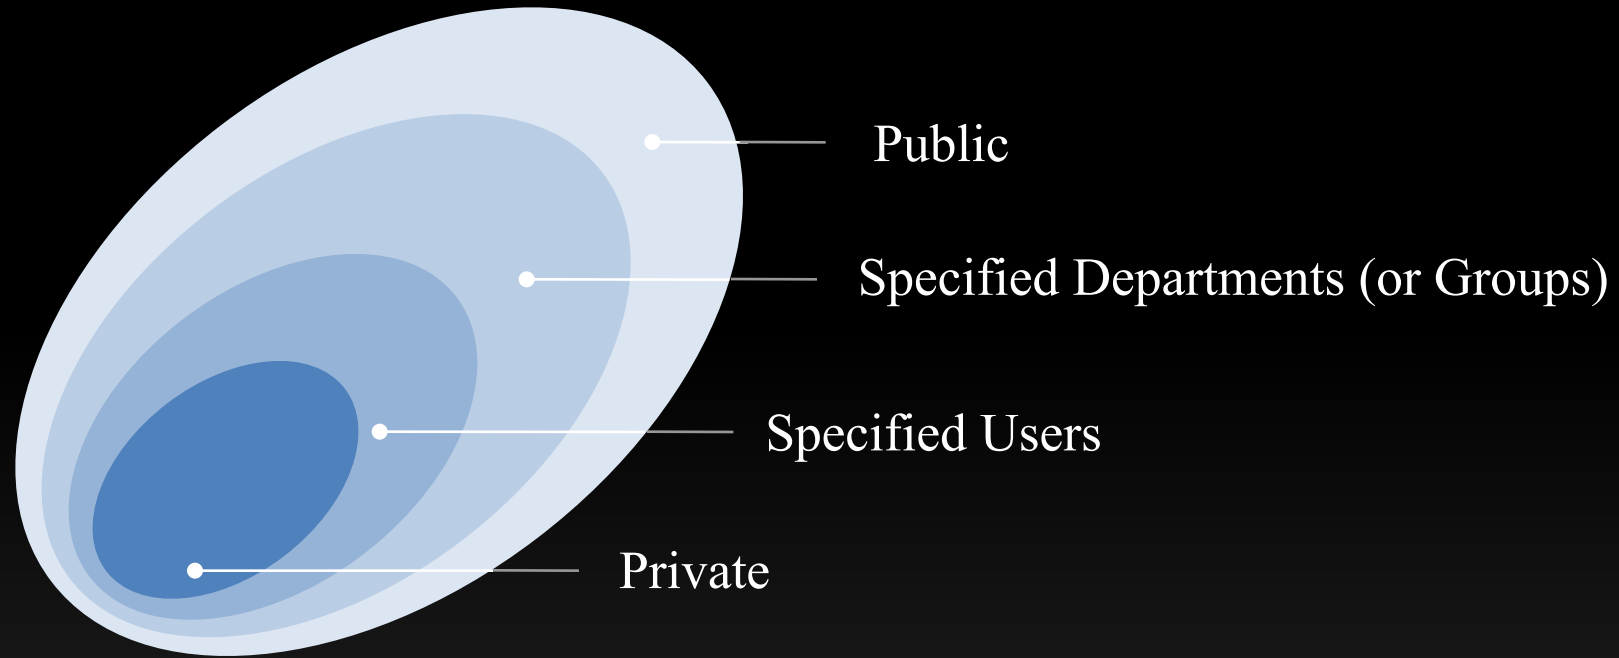 Public
Specified Departments (or Groups)
Specified Users
Private